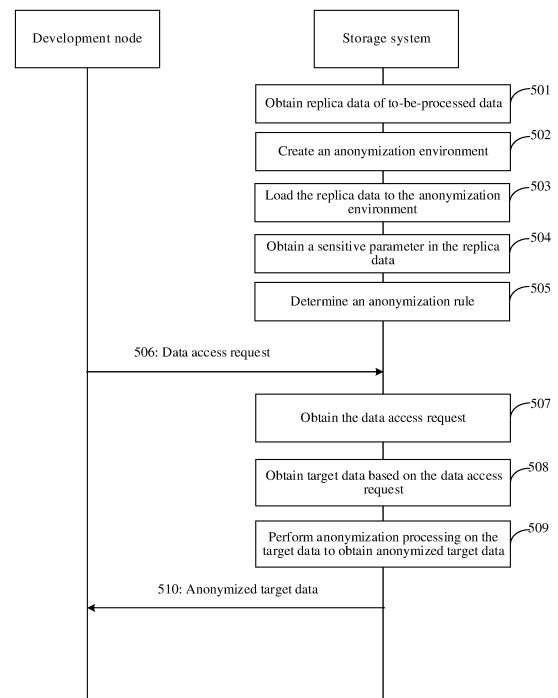 Development node
Storage system
501
Obtain replica data of to-be-processed data
502
Create an anonymization environment
503
Load the replica data to the anonymization
environment
504
Obtain a sensitive parameter in the replica
data
505
Determine an anonymization rule
506: Data access request
507
Obtain the data access request
508
Obtain target data based on the data access
request
509
Perform anonymization processing on the
target data to obtain anonymized target data
510: Anonymized target data